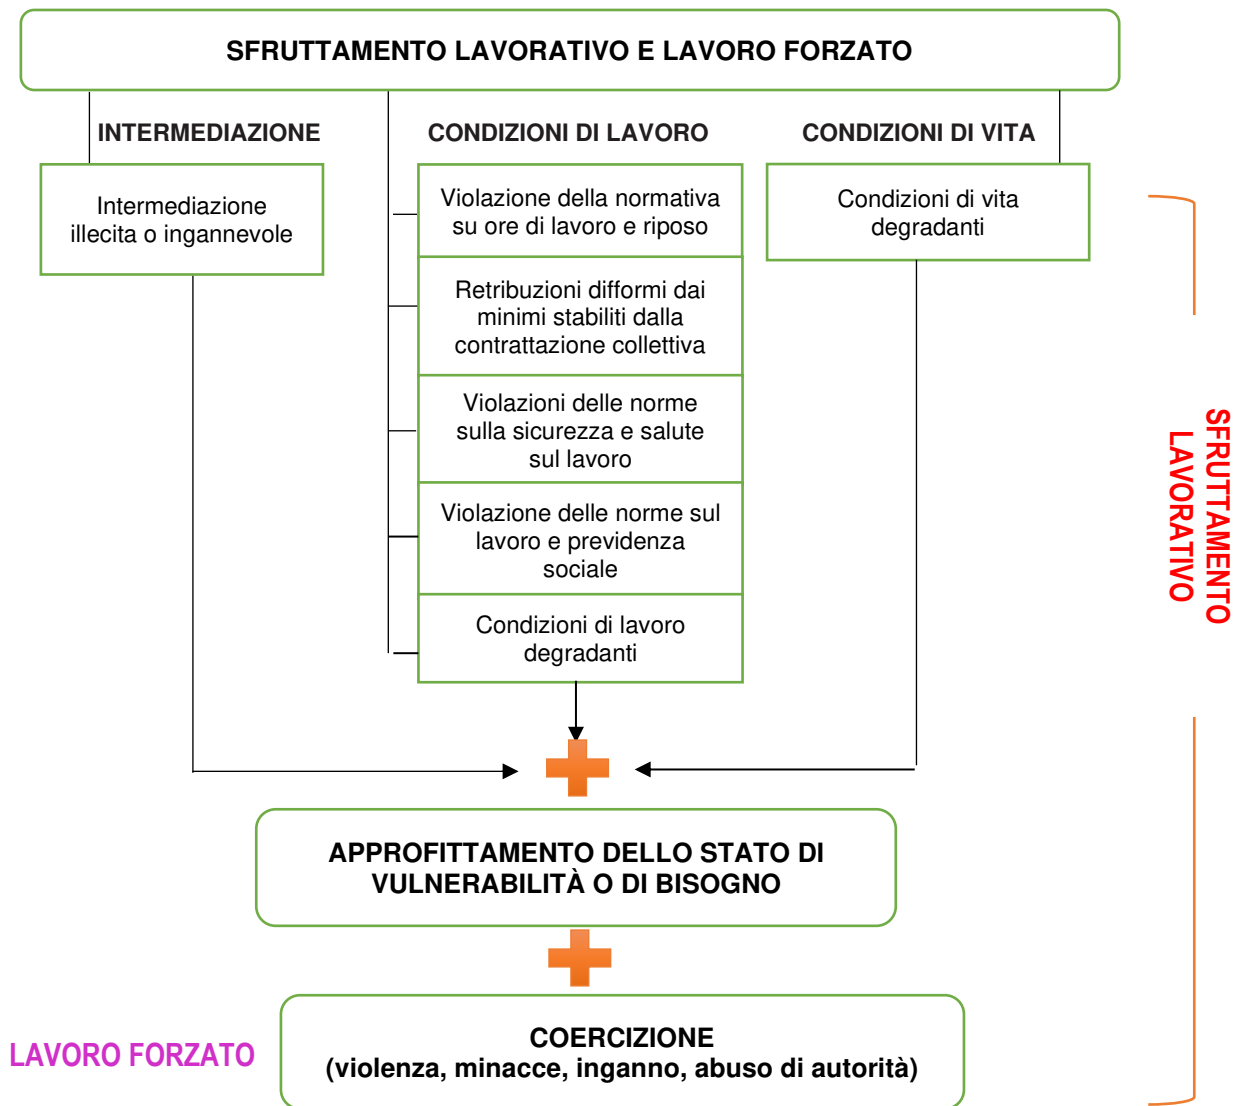 SFRUTTAMENTO LAVORATIVO E LAVORO FORZATO
INTERMEDIAZIONE
Intermediazione
illecita o ingannevole
CONDIZIONI DI LAVORO
Violazione della normativa
su ore di lavoro e riposo
Retribuzioni difformi dai
minimi stabiliti dalla
contrattazione collettiva
Violazioni delle norme
sulla sicurezza e salute
sul lavoro
Violazione delle norme sul
lavoro e previdenza
sociale
Condizioni di lavoro
degradanti
CONDIZIONI DI VITA
Condizioni di vita
degradanti
SFRUTTAMENTO
LAVORATIVO
APPROFITTAMENTO DELLO STATO DI
VULNERABILITÀ O DI BISOGNO
LAVORO FORZATO
COERCIZIONE
(violenza, minacce, inganno, abuso di autorità)